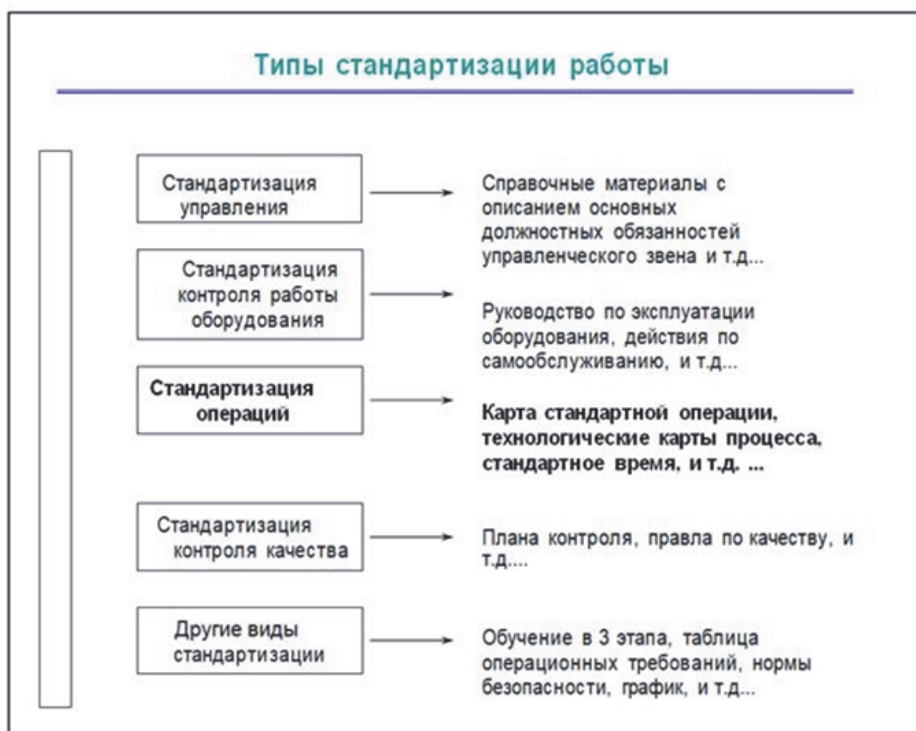 Типы стандартизации работы
Стандартизация
управления
Справочные материалы с
описанием основных
должностных обязанностей
управленческого звена и т.д...
Стандартизация
контроля работы
оборудования
Руководство по эксплуатации
оборудования, действия по
самообслуживанию, и т.д...
Стандартизация
операций
Карта стандартной операции,
технологические карты процесса,
стандартное время, и т.д. ...
Стандартизация
контроля качества
Плана контроля, правла по качеству, и
т.д....
Другие виды
стандартизации
Обучение в 3 этапа, таблица
операционных требований, нормы
безопасности, график, и т.д...